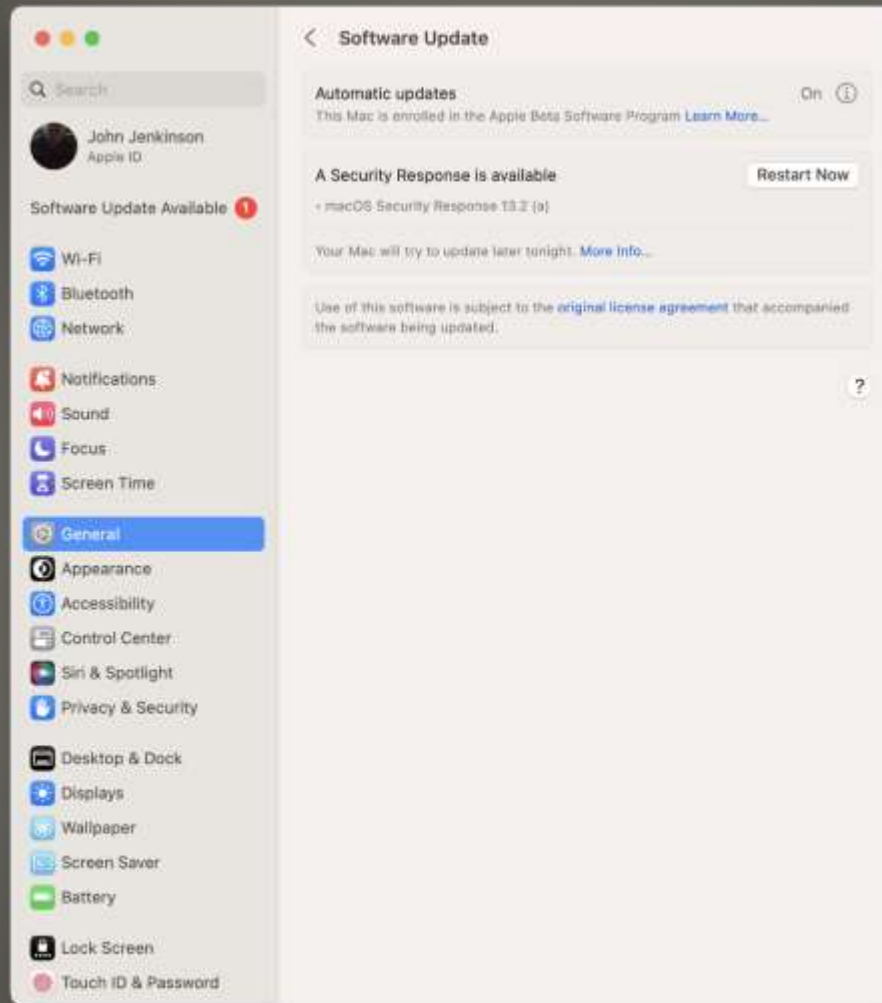 Search
John Jenkinson
Apple ID
Software Update Available 1
Wi-Fi
Bluetooth
Network
Notifications
Sound
Focus
Screen Time
General
Appearance
Accessibility
Control Center
Siri & Spotlight
Privacy & Security
Desktop & Dock
Displays
Wallpaper
Screen Saver
Battery
Lock Screen
Touch ID & Password
Software Update
Automatic updates On
This Mac is enrolled in the Apple Beta Software Program Learn More...
A Security Response is available Restart Now
- macOS Security Response 13.2 (a)
Your Mac will try to update later tonight. More Info...
Use of this software is subject to the original license agreement that accompanied
the software being updated.
?